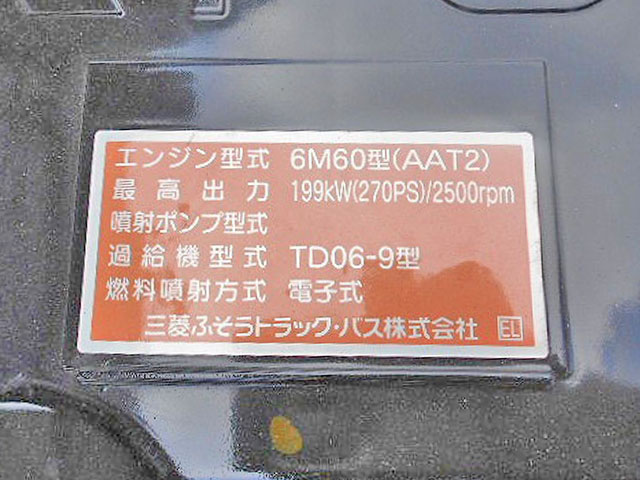 エンジン型式 6M60型(AAT2)
最高出力 199kW(270PS)/2500rpm
噴射ポンプ型式
過給機型式 TD06-9型
燃料噴射方式 電子式
三菱ふそうトラック・バス株式会社 EL